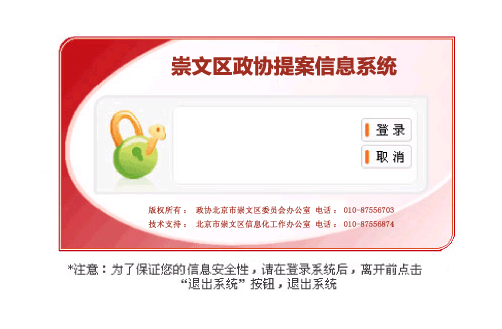 崇文区政协提案信息系统
登 录
取 消
版权所有： 政协北京市崇文区委员会办公室 电话： 010-87556703
技术支持： 北京市崇文区信息化工作办公室 电话： 010-87556874
*注意：为了保证您的信息安全性，请在登录系统后，离开前点击
“退出系统”按钮，退出系统